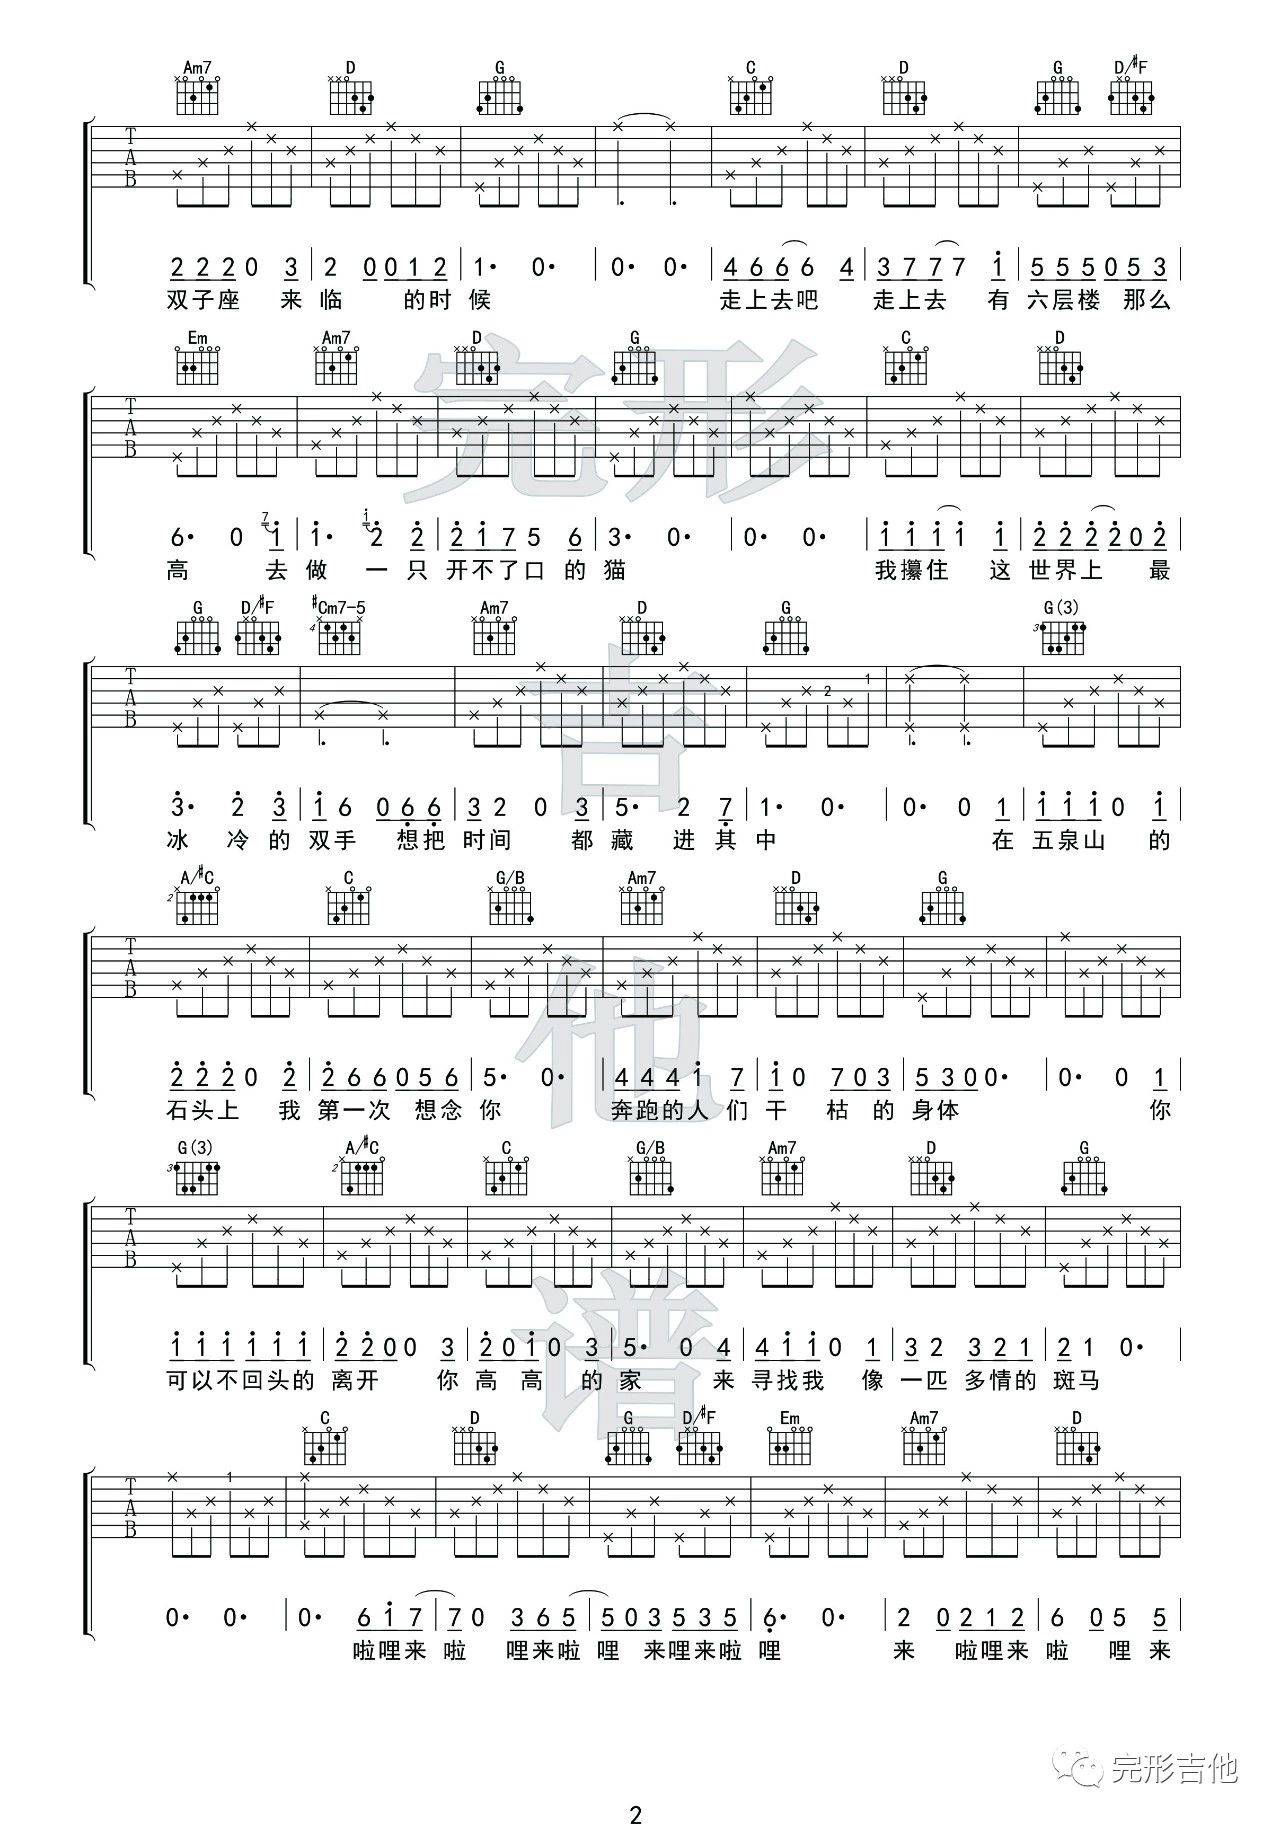 Am7 D G C D G D/#F
T A B
2 2 2 0 3 2 0 0 1 2 1· 0· 0· 0· 4 6 6 6 4 3 7 7 7 1 5 5 5 0 5 3
双子座 来 临 的时 候 走上去吧 走上去 有 六层楼 那么
Em Am7 D G C D
T A B
6· 0 7 1 1· 1 2 2 2 1 7 5 6 3· 0· 0· 0· 1 1 1 1 1 2 2 2 2 0 2
高 去 做 一 只 开不了口 的 猫 我攥住 这 世界上 最
G D/#F #Cm7-5 Am7 D G G(3)
4 3
T A B 2 1
3· 2 3 1 6 0 6 6 3 2 0 3 5· 2 7 1· 0· 0· 0 1 1 1 1 0 1
冰 冷 的 双手 想把 时间 都 藏 进 其 中 在 五泉山 的
A/#C C G/B Am7 D G
2
T A B
2 2 2 0 2 2 6 6 0 5 6 5· 0· 4 4 4 1 7 1 0 7 0 3 5 3 0 0· 0· 0 1
石头上 我 第一次 想念 你 奔跑的人 们 干 枯 的 身体 你
G(3) A/#C C G/B Am7 D G
3 2
T A B
1 1 1 1 1 1 2 2 0 0 3 2 0 1 0 3 5· 0 4 4 1 1 0 1 3 2 3 2 1 2 1 0·
可以不回头的 离开 你 高 高 的 家 来 寻找我 像 一匹 多情的 斑马
C D G D/#F Em Am7 D
T A B 1
0· 0· 0· 6 1 7 7 0 3 6 5 5 0 3 5 3 5 6· 0· 2 0 2 1 2 6 0 5 5
啦哩来 啦 哩来啦 哩 来哩来啦 哩 来 啦哩来 啦 哩 来
完形吉他谱
完形吉他
2